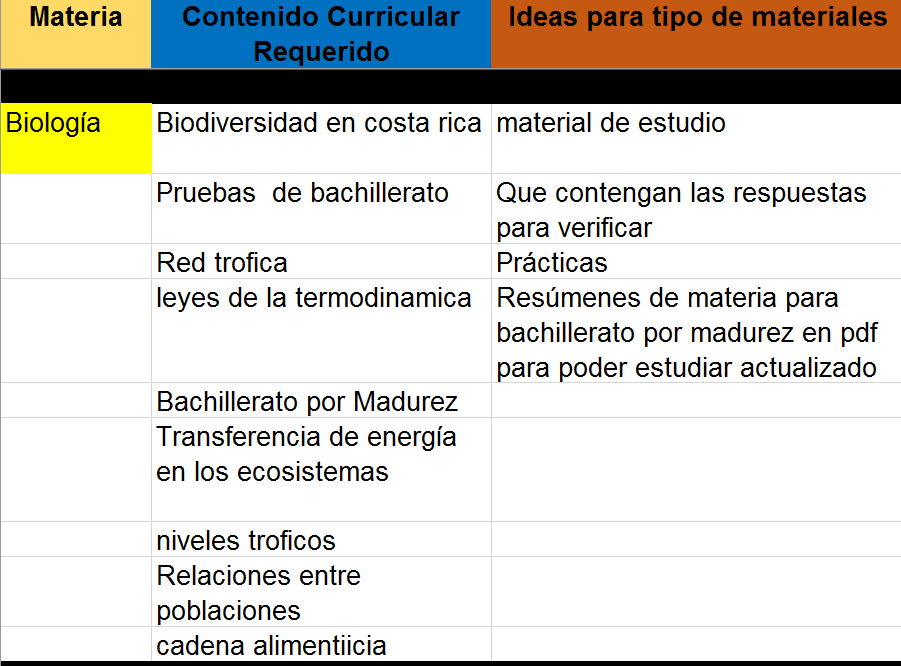 Materia
Contenido Curricular
Requerido
Ideas para tipo de materiales
Biología
Biodiversidad en costa rica
material de estudio
Pruebas  de bachillerato
Que contengan las respuestas
para verificar
Red trofica
Prácticas
leyes de la termodinamica
Resúmenes de materia para
bachillerato por madurez en pdf
para poder estudiar actualizado
Bachillerato por Madurez
Transferencia de energía
en los ecosistemas
niveles troficos
Relaciones entre
poblaciones
cadena alimentiicia